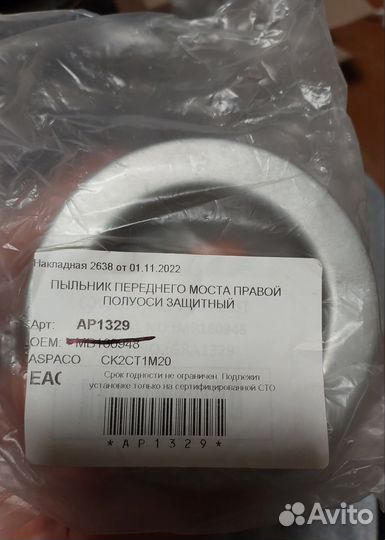 Накладная 2638 от 01.11.2022
ПЫЛЬНИК ПЕРЕДНЕГО МОСТА ПРАВОЙ
ПОЛУОСИ ЗАЩИТНЫЙ
Арт: AP1329
OEM: MB160948
ASPACO CK2CT1M20
EAC
Срок годности не ограничен. Подлежит
установке только на сертифицированной СТО
*AP1329*
Avito